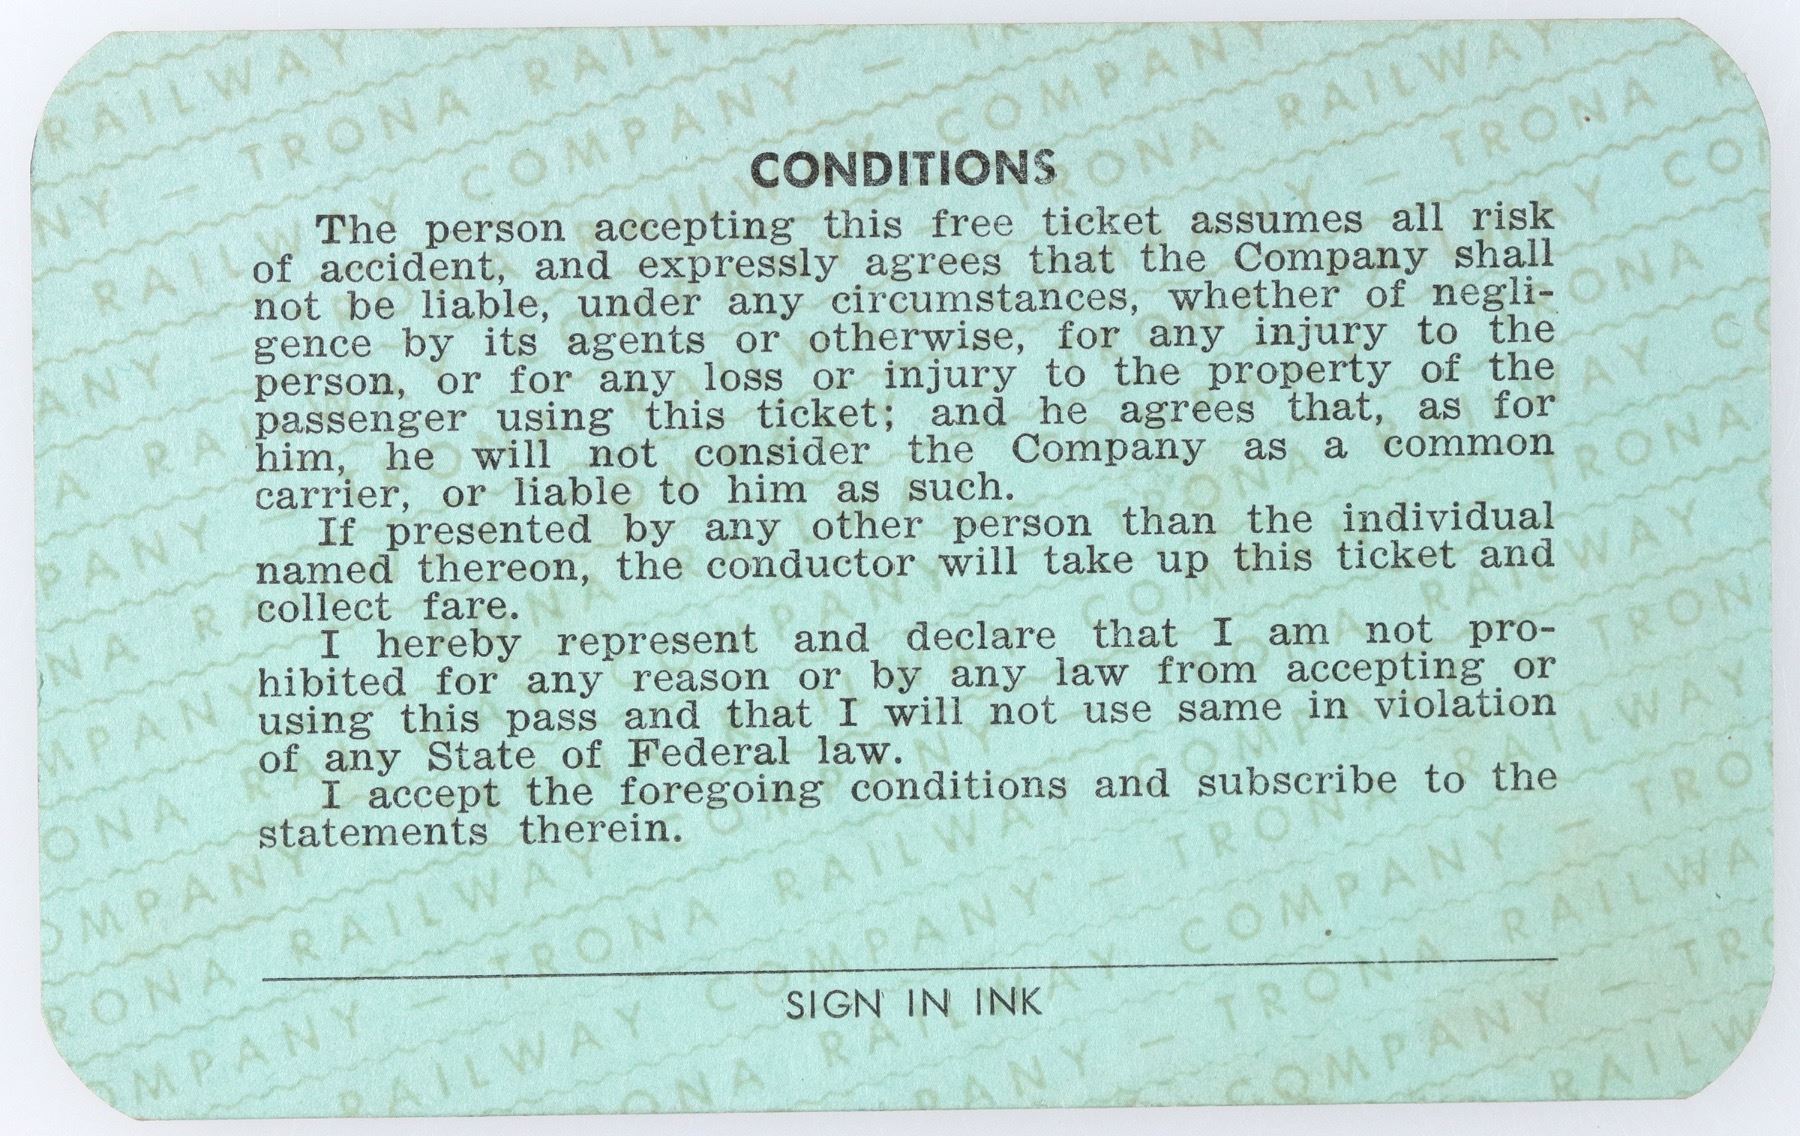 CONDITIONS
The person accepting this free ticket assumes all risk
of accident, and expressly agrees that the Company shall
not be liable, under any circumstances, whether of negli-
gence by its agents or otherwise, for any injury to the
person, or for any loss or injury to the property of the
passenger using this ticket; and he agrees that, as for
him, he will not consider the Company as a common
carrier, or liable to him as such.
If presented by any other person than the individual
named thereon, the conductor will take up this ticket and
collect fare.
I hereby represent and declare that I am not pro-
hibited for any reason or by any law from accepting or
using this pass and that I will not use same in violation
of any State of Federal law.
I accept the foregoing conditions and subscribe to the
statements therein.
SIGN IN INK
TRONA RAILWAY COMPANY